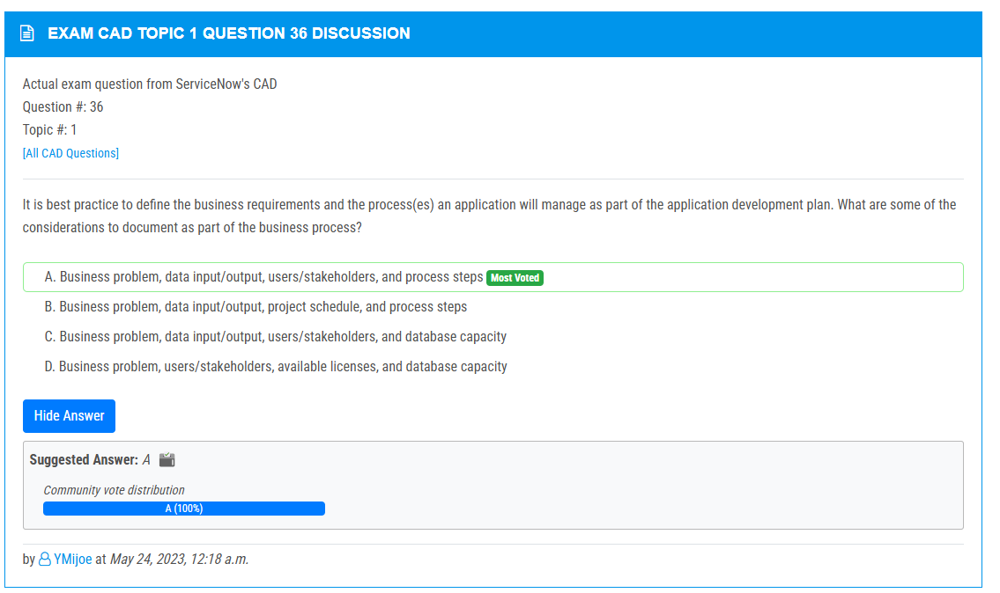 EXAM CAD TOPIC 1 QUESTION 36 DISCUSSION
Actual exam question from ServiceNow's CAD
Question #: 36
Topic #: 1
[All CAD Questions]
It is best practice to define the business requirements and the process(es) an application will manage as part of the application development plan. What are some of the
considerations to document as part of the business process?
A. Business problem, data input/output, users/stakeholders, and process steps Most Voted
B. Business problem, data input/output, project schedule, and process steps
C. Business problem, data input/output, users/stakeholders, and database capacity
D. Business problem, users/stakeholders, available licenses, and database capacity
Hide Answer
Suggested Answer: A
Community vote distribution
A (100%)
by YMijoe at May 24, 2023, 12:18 a.m.